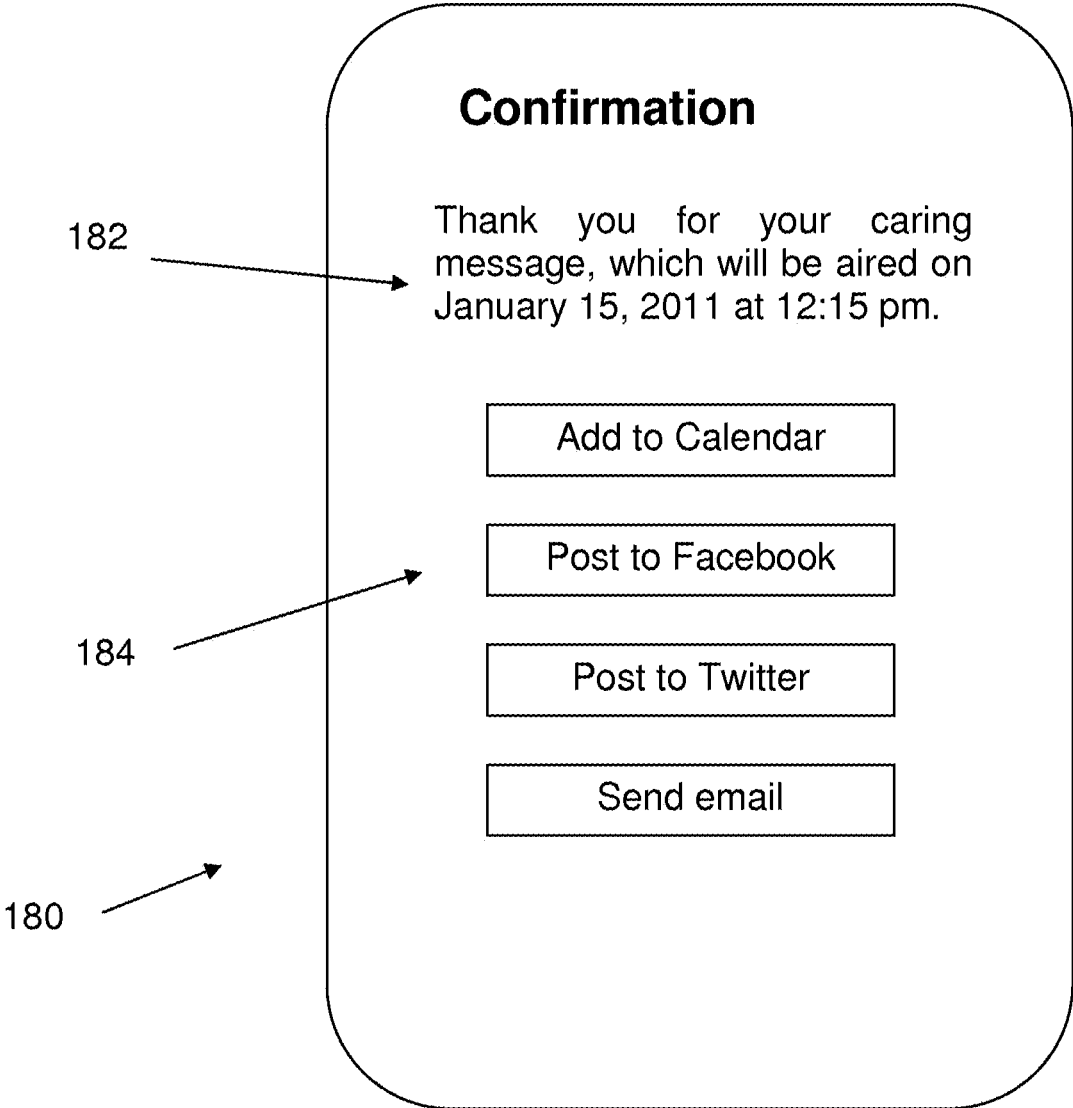 Confirmation
182
Thank you for your caring
message, which will be aired on
January 15, 2011 at 12:15 pm.
Add to Calendar
Post to Facebook
184
Post to Twitter
Send email
180